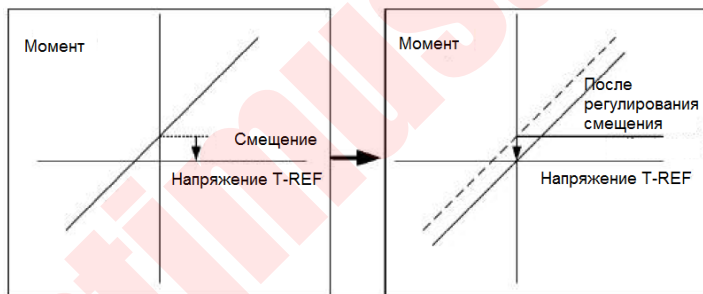 Момент
Смещение
Напряжение T-REF
Момент
После
регулирования
смещения
Напряжение T-REF